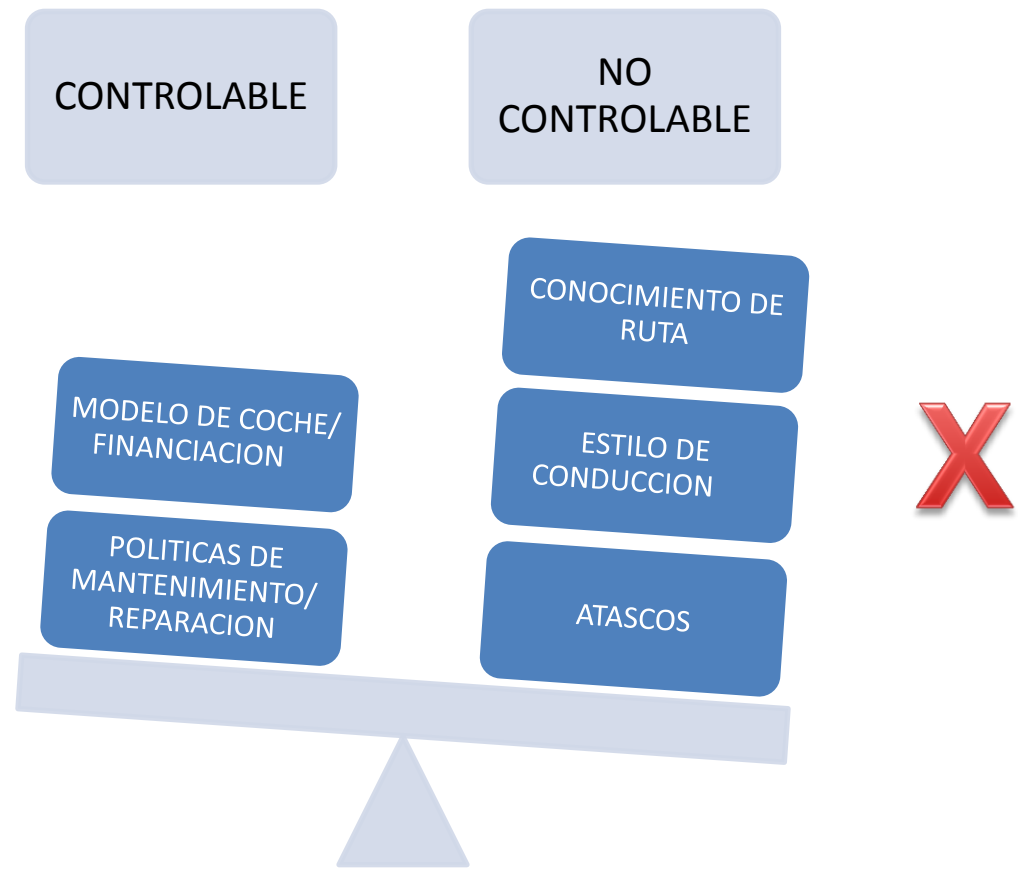 CONTROLABLE
NO
CONTROLABLE
MODELO DE COCHE/
FINANCIACION
POLITICAS DE
MANTENIMIENTO/
REPARACION
CONOCIMIENTO DE
RUTA
ESTILO DE
CONDUCCION
ATASCOS
X